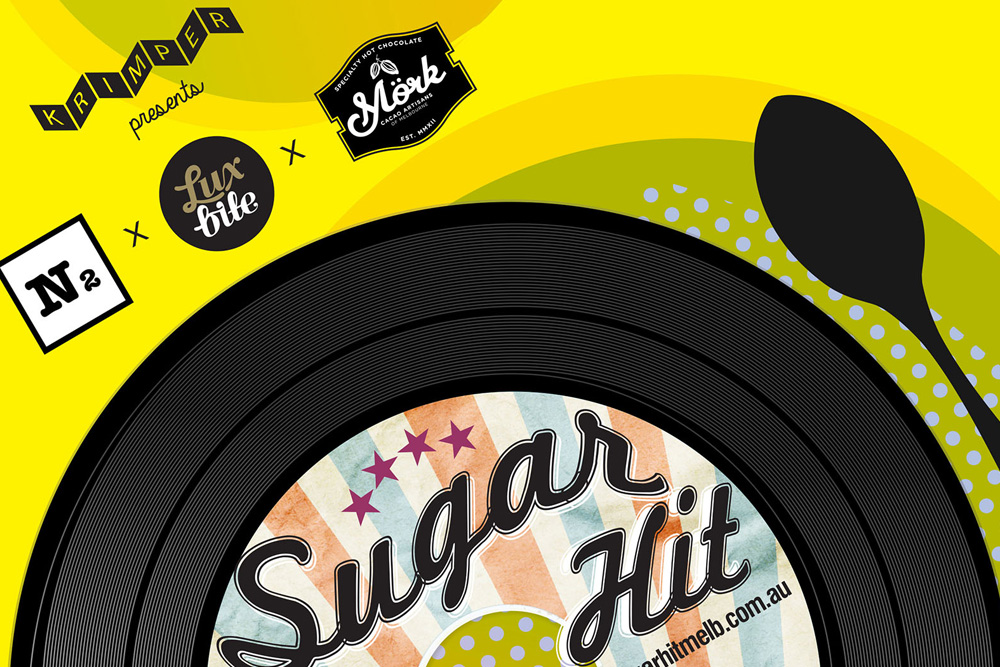 KRIMPER
presents
SPECIALTY HOT CHOCOLATE
Mörk
CACAO ARTISANS
OF MELBOURNE
EST. MMXII
X
Lux
bite
X
N2
Sugar
Hit
erhitmelb.com.au